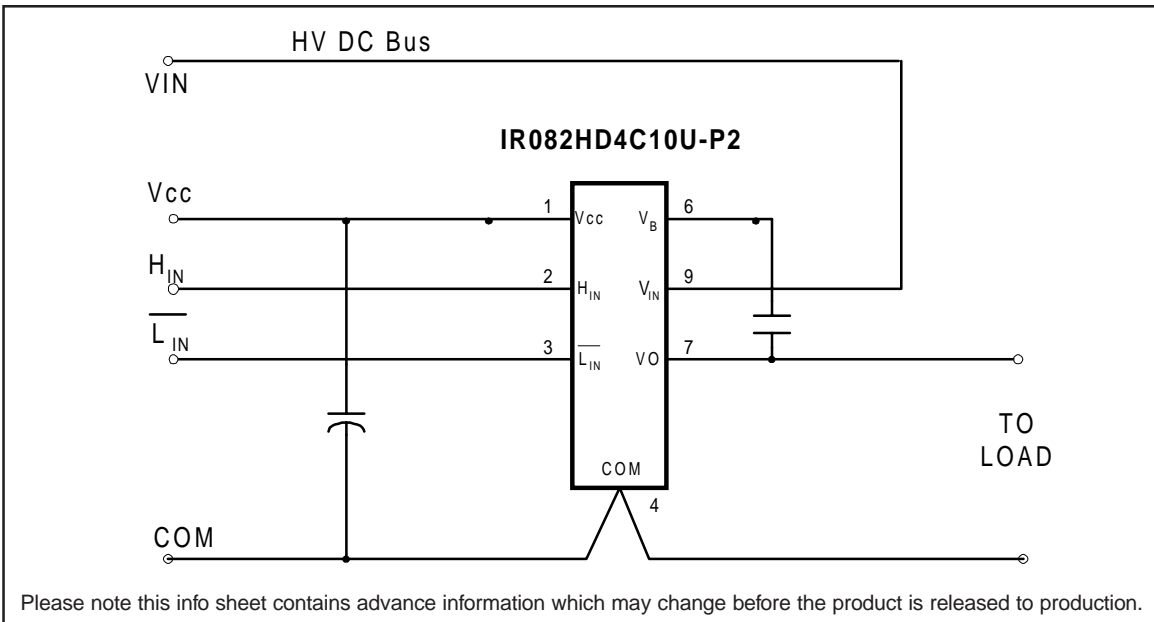 HV DC Bus
VIN
IR082HD4C10U-P2
Vcc
1
Vcc
VB
6
HIN
2
HIN
VIN
9
LIN
3
LIN
VO
7
TO
LOAD
COM
4
COM
Please note this info sheet contains advance information which may change before the product is released to production.